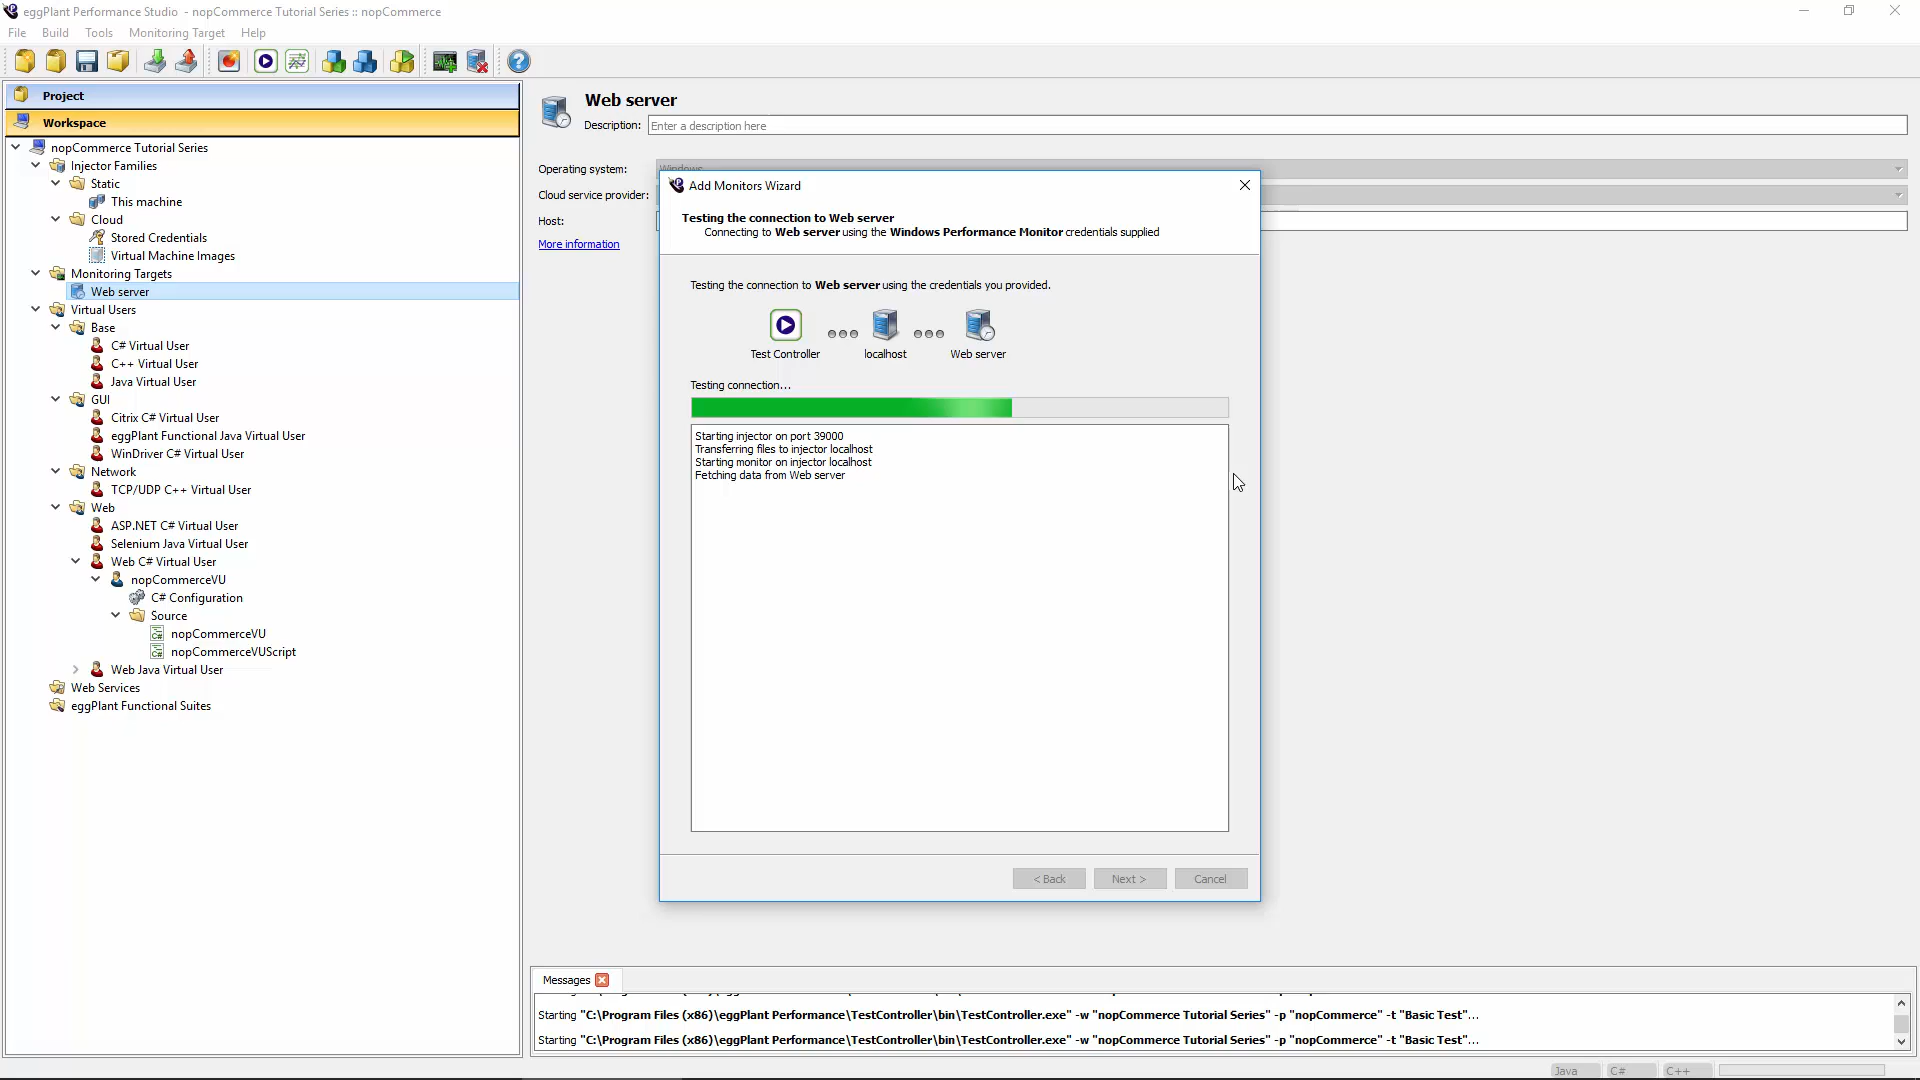 eggPlant Performance Studio - nopCommerce Tutorial Series :: nopCommerce
File Build Tools Monitoring Target Help
Project
Workspace
nopCommerce Tutorial Series
Injector Families
Static
This machine
Cloud
Stored Credentials
Virtual Machine Images
Monitoring Targets
Web server
Virtual Users
Base
C# Virtual User
C++ Virtual User
Java Virtual User
GUI
Citrix C# Virtual User
eggPlant Functional Java Virtual User
WinDriver C# Virtual User
Network
TCP/UDP C++ Virtual User
Web
ASP.NET C# Virtual User
Selenium Java Virtual User
Web C# Virtual User
nopCommerceVU
C# Configuration
Source
nopCommerceVU
nopCommerceVUScript
Web Java Virtual User
Web Services
eggPlant Functional Suites
Web server
Description: Enter a description here
Operating system: Windows
Cloud service provider:
Host:
More information
Add Monitors Wizard
Testing the connection to Web server
Connecting to Web server using the Windows Performance Monitor credentials supplied
Testing the connection to Web server using the credentials you provided.
Test Controller localhost Web server
Testing connection...
Starting injector on port 39000
Transferring files to injector localhost
Starting monitor on injector localhost
Fetching data from Web server
< Back Next > Cancel
Messages
Starting "C:\Program Files (x86)\eggPlant Performance\TestController\bin\TestController.exe" -w "nopCommerce Tutorial Series" -p "nopCommerce" -t "Basic Test"...
Starting "C:\Program Files (x86)\eggPlant Performance\TestController\bin\TestController.exe" -w "nopCommerce Tutorial Series" -p "nopCommerce" -t "Basic Test"...
Java C# C++